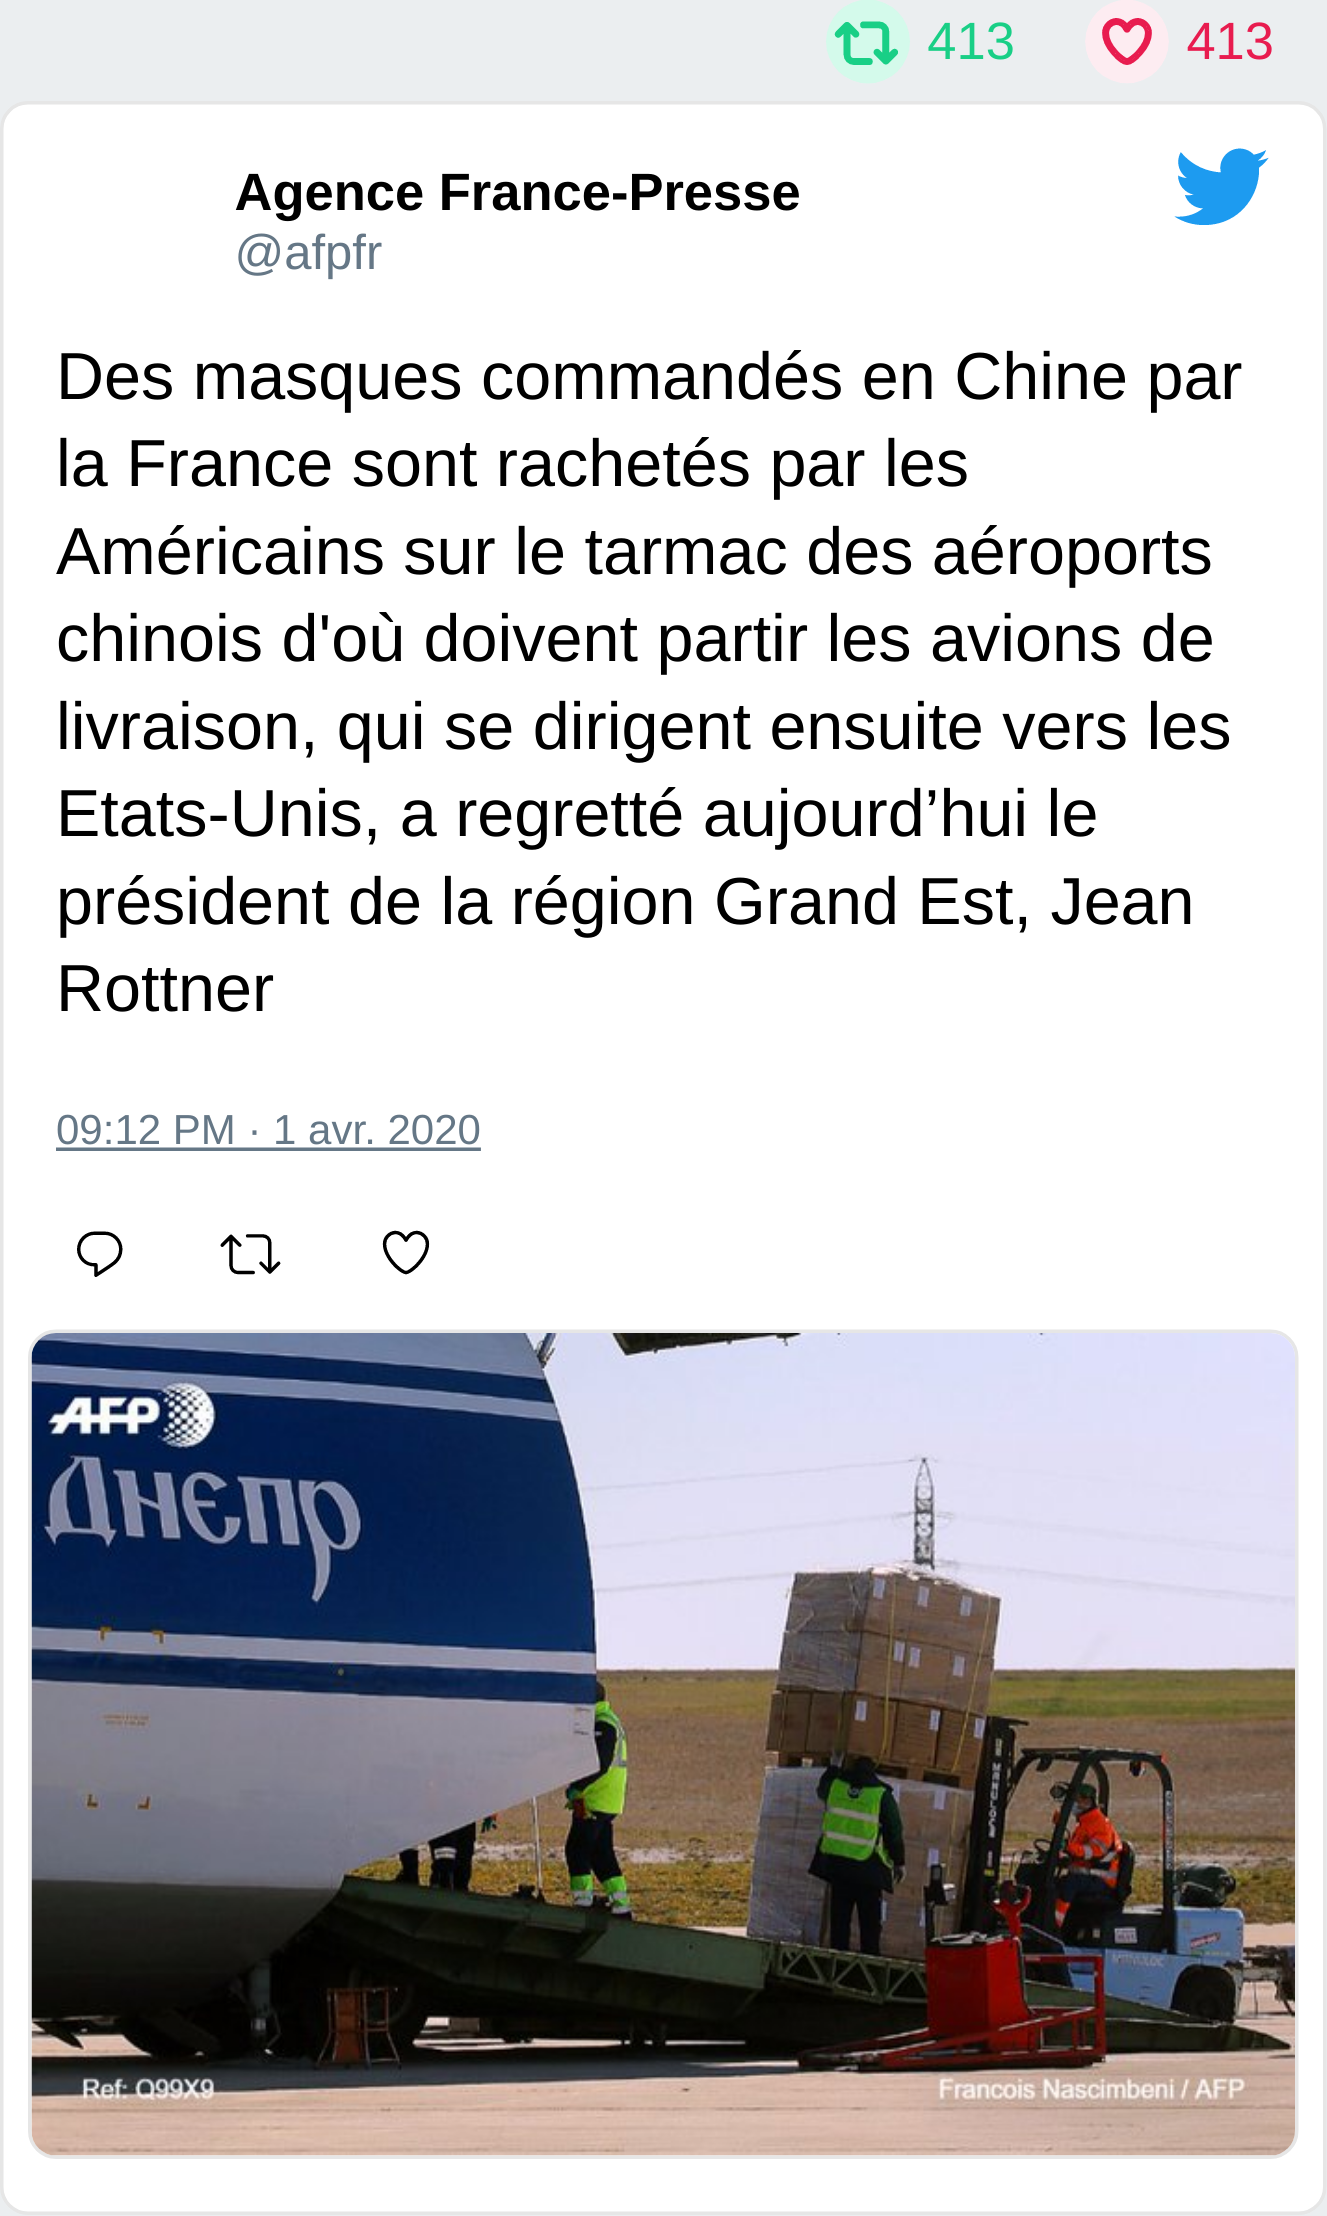 413 413
Agence France-Presse
@afpfr
Des masques commandés en Chine par
la France sont rachetés par les
Américains sur le tarmac des aéroports
chinois d'où doivent partir les avions de
livraison, qui se dirigent ensuite vers les
Etats-Unis, a regretté aujourd’hui le
président de la région Grand Est, Jean
Rottner
09:12 PM · 1 avr. 2020
AFP
Днепр
Ref: Q99X9
Francois Nascimbeni / AFP